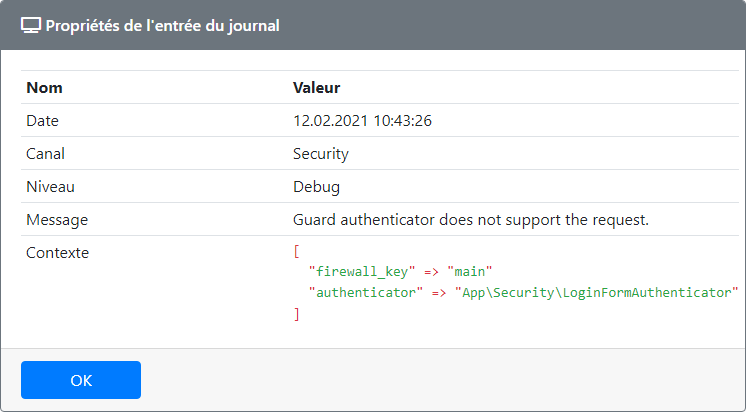 Propriétés de l'entrée du journal
Nom Valeur
Date 12.02.2021 10:43:26
Canal Security
Niveau Debug
Message Guard authenticator does not support the request.
Contexte [
"firewall_key" => "main"
"authenticator" => "App\Security\LoginFormAuthenticator"
]
OK